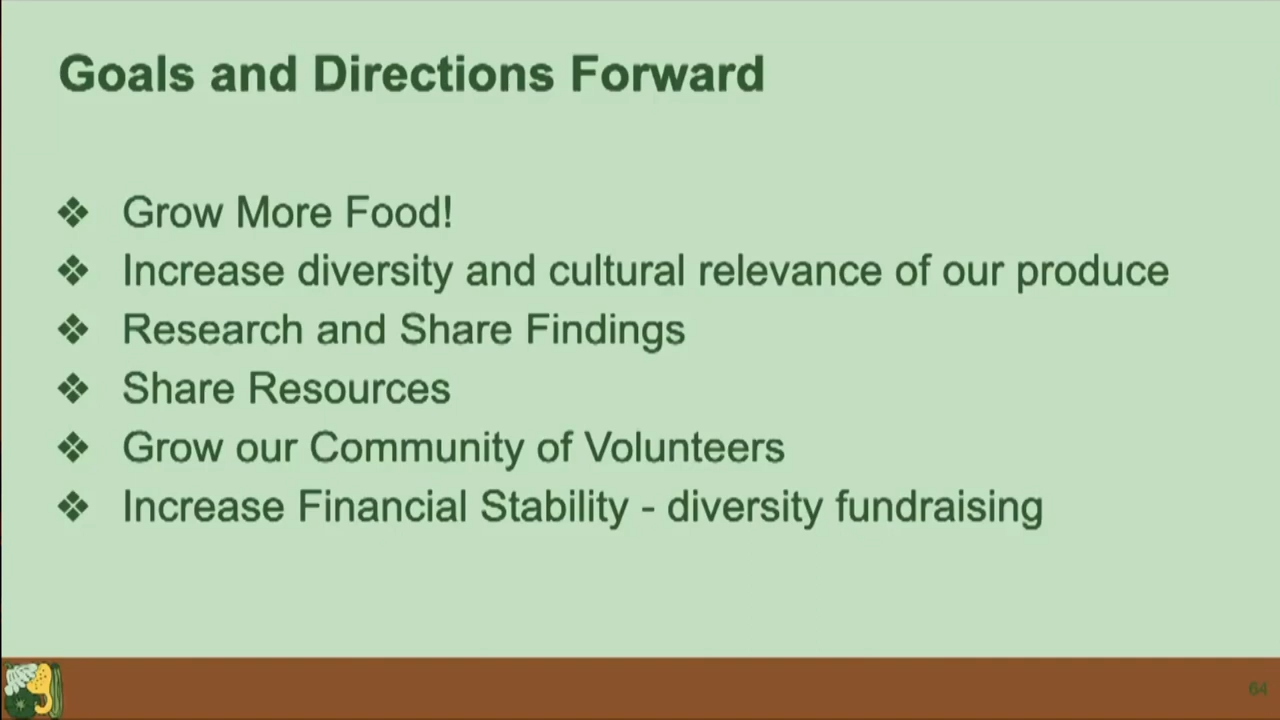 Goals and Directions Forward
❖ Grow More Food!
❖ Increase diversity and cultural relevance of our produce
❖ Research and Share Findings
❖ Share Resources
❖ Grow our Community of Volunteers
❖ Increase Financial Stability - diversity fundraising
64